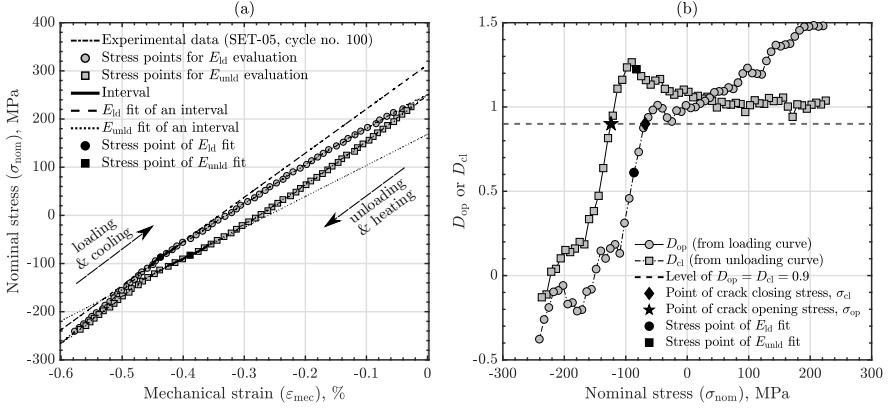 (a)
Nominal stress (σnom), MPa
400
300
200
100
0
-100
-200
-300
Experimental data (SET-05, cycle no. 100)
Stress points for Eld evaluation
Stress points for Eunld evaluation
Interval
Eld fit of an interval
Eunld fit of an interval
Stress point of Eld fit
Stress point of Eunld fit
loading
& cooling
unloading
& heating
-0.6
-0.5
-0.4
-0.3
-0.2
-0.1
0
Mechanical strain (εmec), %
(b)
Dop or Dcl
1.5
1
0.5
0
-0.5
Dop (from loading curve)
Dcl (from unloading curve)
Level of Dop = Dcl = 0.9
Point of crack closing stress, σcl
Point of crack opening stress, σop
Stress point of Eld fit
Stress point of Eunld fit
-300
-200
-100
0
100
200
300
Nominal stress (σnom), MPa